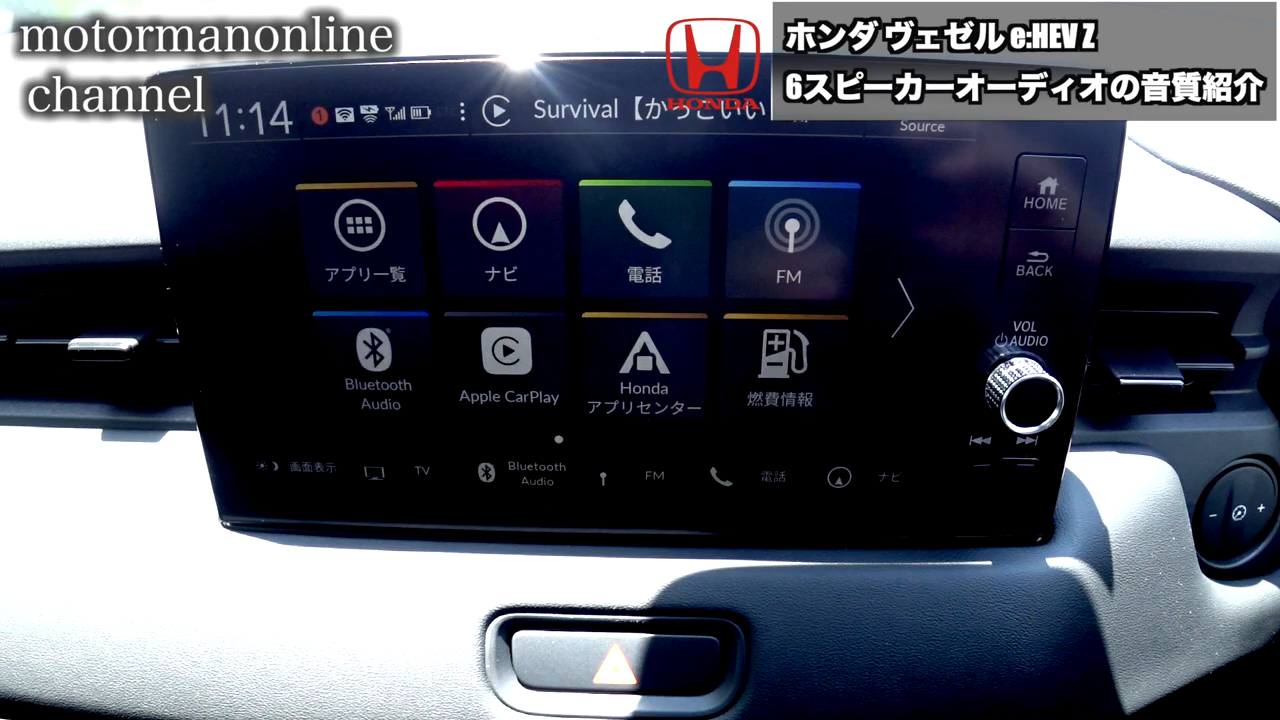 motormanonline
channel
ホンダ ヴェゼル e:HEV Z
6スピーカーオーディオの音質紹介
HONDA
11:14
1
Survival【かっこいい
Source
HOME
BACK
VOL
AUDIO
アプリ一覧
ナビ
電話
FM
Bluetooth
Audio
Apple CarPlay
Honda
アプリセンター
燃費情報
画面表示
TV
Bluetooth
Audio
FM
電話
ナビ